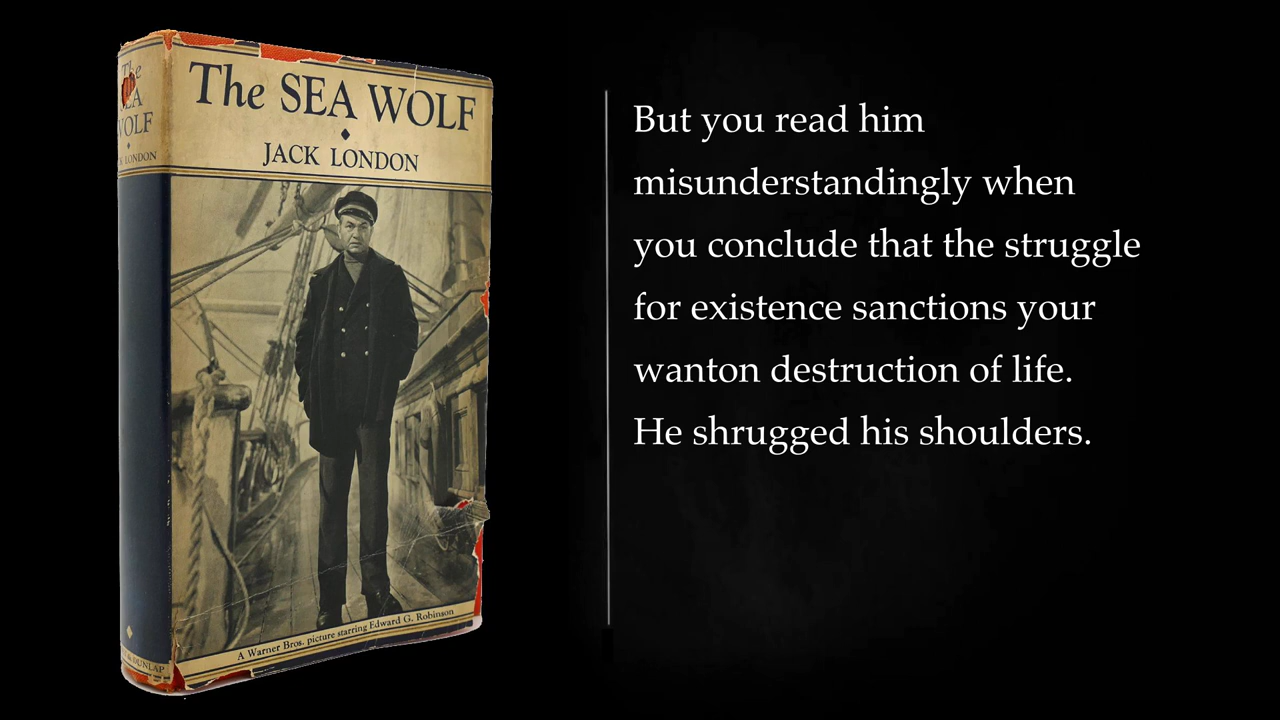 The SEA WOLF
JACK LONDON
A Warner Bros. picture starring Edward G. Robinson
The
SEA
WOLF
LONDON
DUNLAP
But you read him
misunderstandingly when
you conclude that the struggle
for existence sanctions your
wanton destruction of life.
He shrugged his shoulders.